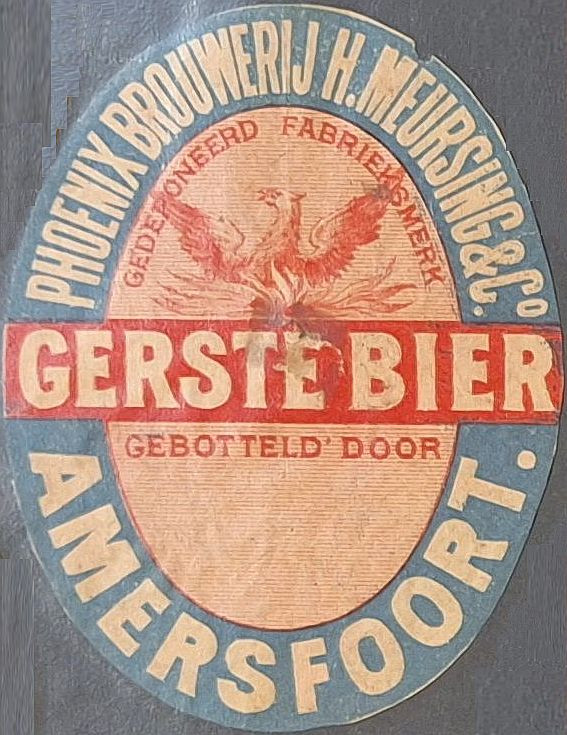 PHOENIX BROUWERIJ H. MEURSING & Co.
GEDEPONEERD FABRIEKSMERK
GERSTE BIER
GEBOTTELD' DOOR
AMERSFOORT.